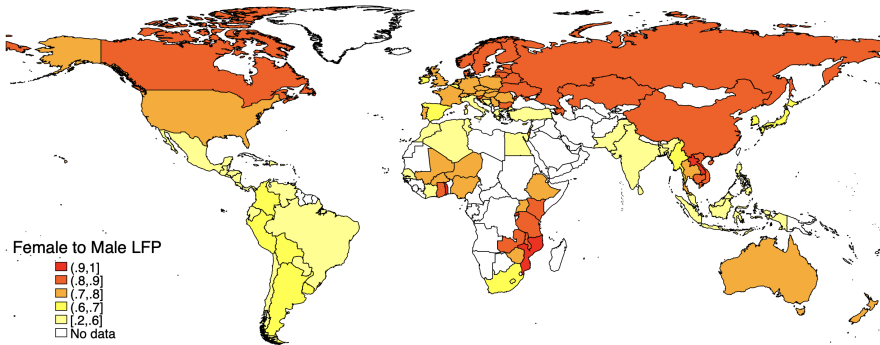 Female to Male LFP
(.9,1]
(.8,.9]
(.7,.8]
(.6,.7]
[.2,.6]
No data